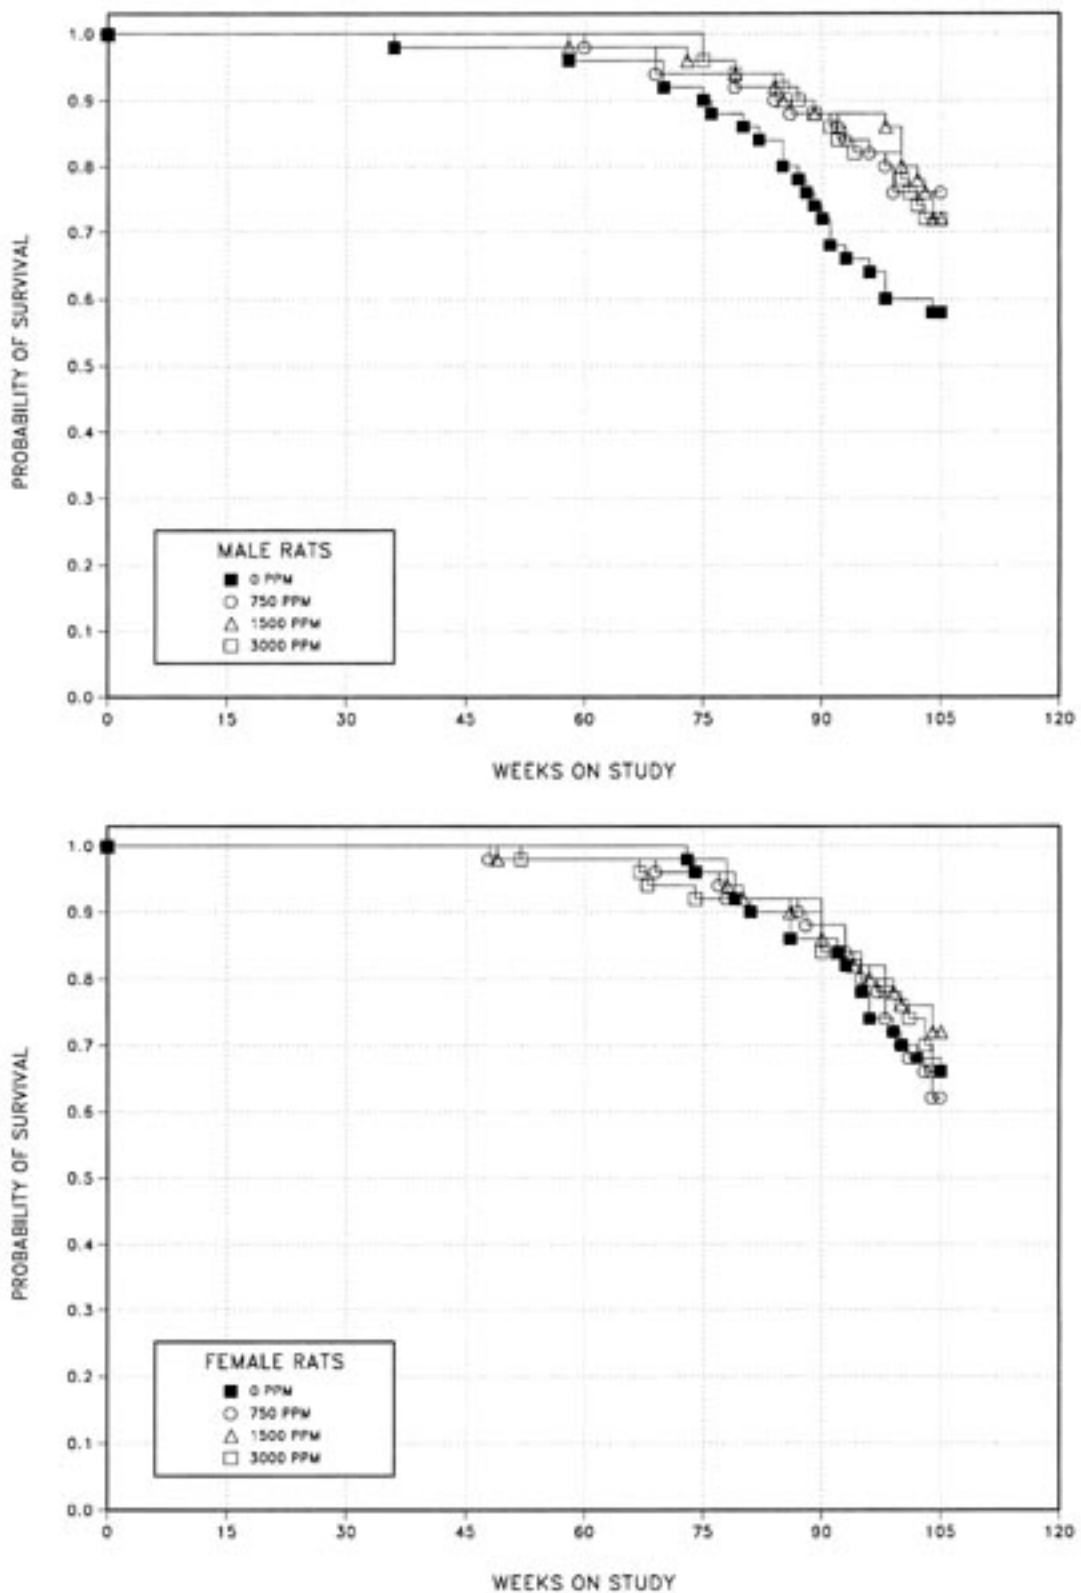 1.0
0.9
0.8
0.7
0.6
0.5
0.4
0.3
0.2
0.1
0.0
PROBABILITY OF SURVIVAL
MALE RATS
0 PPM
750 PPM
1500 PPM
3000 PPM
0 15 30 45 60 75 90 105 120
WEEKS ON STUDY
1.0
0.9
0.8
0.7
0.6
0.5
0.4
0.3
0.2
0.1
0.0
PROBABILITY OF SURVIVAL
FEMALE RATS
0 PPM
750 PPM
1500 PPM
3000 PPM
0 15 30 45 60 75 90 105 120
WEEKS ON STUDY